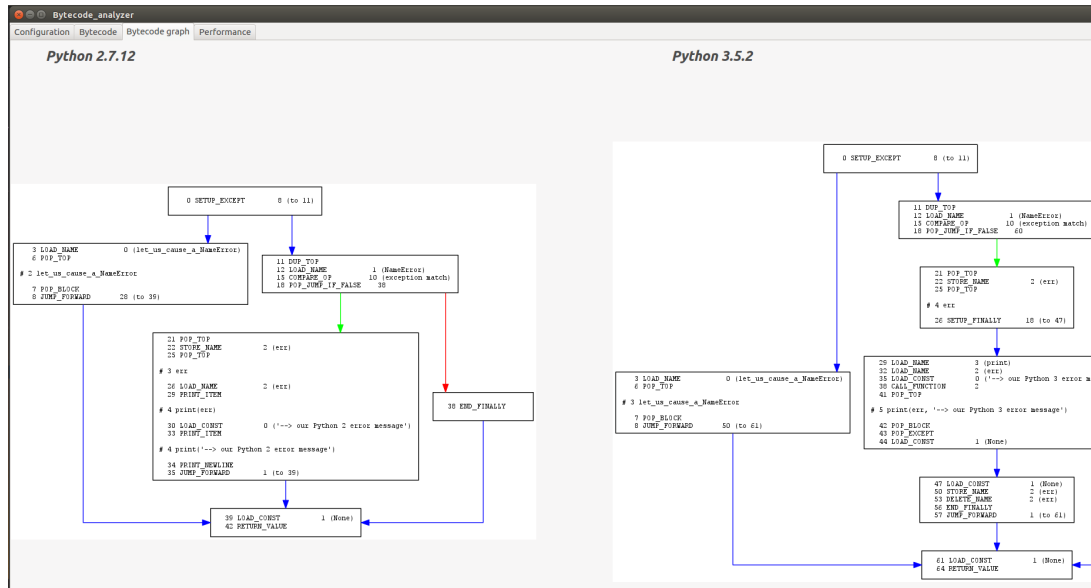 Bytecode_analyzer
Configuration Bytecode Bytecode graph Performance
Python 2.7.12
0 SETUP_EXCEPT 8 (to 11)
3 LOAD_NAME 0 (let_us_cause_a_NameError)
6 POP_TOP
# 2 let_us_cause_a_NameError
7 POP_BLOCK
8 JUMP_FORWARD 28 (to 39)
11 DUP_TOP
12 LOAD_NAME 1 (NameError)
15 COMPARE_OP 10 (exception match)
18 POP_JUMP_IF_FALSE 38
21 POP_TOP
22 STORE_NAME 2 (err)
25 POP_TOP
# 3 err
26 LOAD_NAME 2 (err)
29 PRINT_ITEM
# 4 print(err)
30 LOAD_CONST 0 ('--> our Python 2 error message')
33 PRINT_ITEM
# 4 print('--> our Python 2 error message')
34 PRINT_NEWLINE
35 JUMP_FORWARD 1 (to 39)
38 END_FINALLY
39 LOAD_CONST 1 (None)
42 RETURN_VALUE
Python 3.5.2
0 SETUP_EXCEPT 8 (to 11)
11 DUP_TOP
12 LOAD_NAME 1 (NameError)
15 COMPARE_OP 10 (exception match)
18 POP_JUMP_IF_FALSE 60
21 POP_TOP
22 STORE_NAME 2 (err)
25 POP_TOP
# 4 err
26 SETUP_FINALLY 18 (to 47)
3 LOAD_NAME 0 (let_us_cause_a_NameError)
6 POP_TOP
# 3 let_us_cause_a_NameError
7 POP_BLOCK
8 JUMP_FORWARD 50 (to 61)
29 LOAD_NAME 3 (print)
32 LOAD_NAME 2 (err)
35 LOAD_CONST 0 ('--> our Python 3 error m
38 CALL_FUNCTION 2
41 POP_TOP
# 5 print(err, '--> our Python 3 error message')
42 POP_BLOCK
43 POP_EXCEPT
44 LOAD_CONST 1 (None)
47 LOAD_CONST 1 (None)
50 STORE_NAME 2 (err)
53 DELETE_NAME 2 (err)
56 END_FINALLY
57 JUMP_FORWARD 1 (to 61)
61 LOAD_CONST 1 (None)
64 RETURN_VALUE